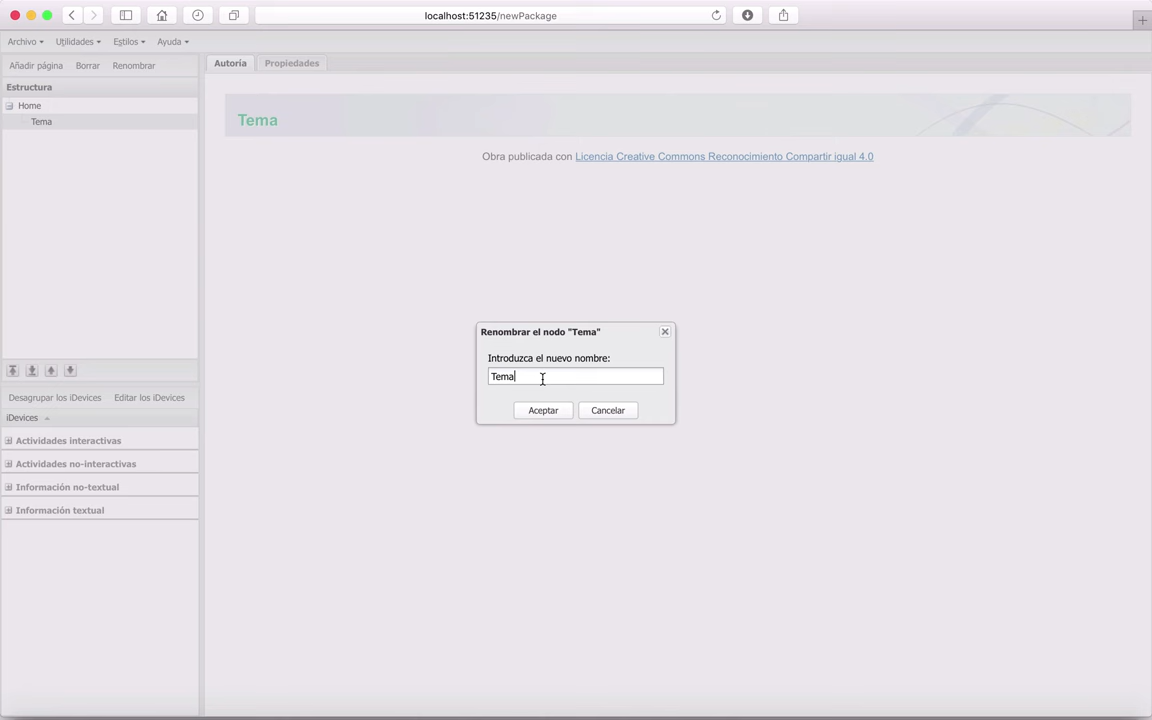 localhost:51235/newPackage
Archivo Utilidades Estilos Ayuda
Añadir página Borrar Renombrar
Autoría Propiedades
Estructura
Home
Tema
Tema
Obra publicada con Licencia Creative Commons Reconocimiento Compartir igual 4.0
Renombrar el nodo "Tema"
Introduzca el nuevo nombre:
Tema
Aceptar Cancelar
Desagrupar los iDevices Editar los iDevices
iDevices
Actividades interactivas
Actividades no-interactivas
Información no-textual
Información textual